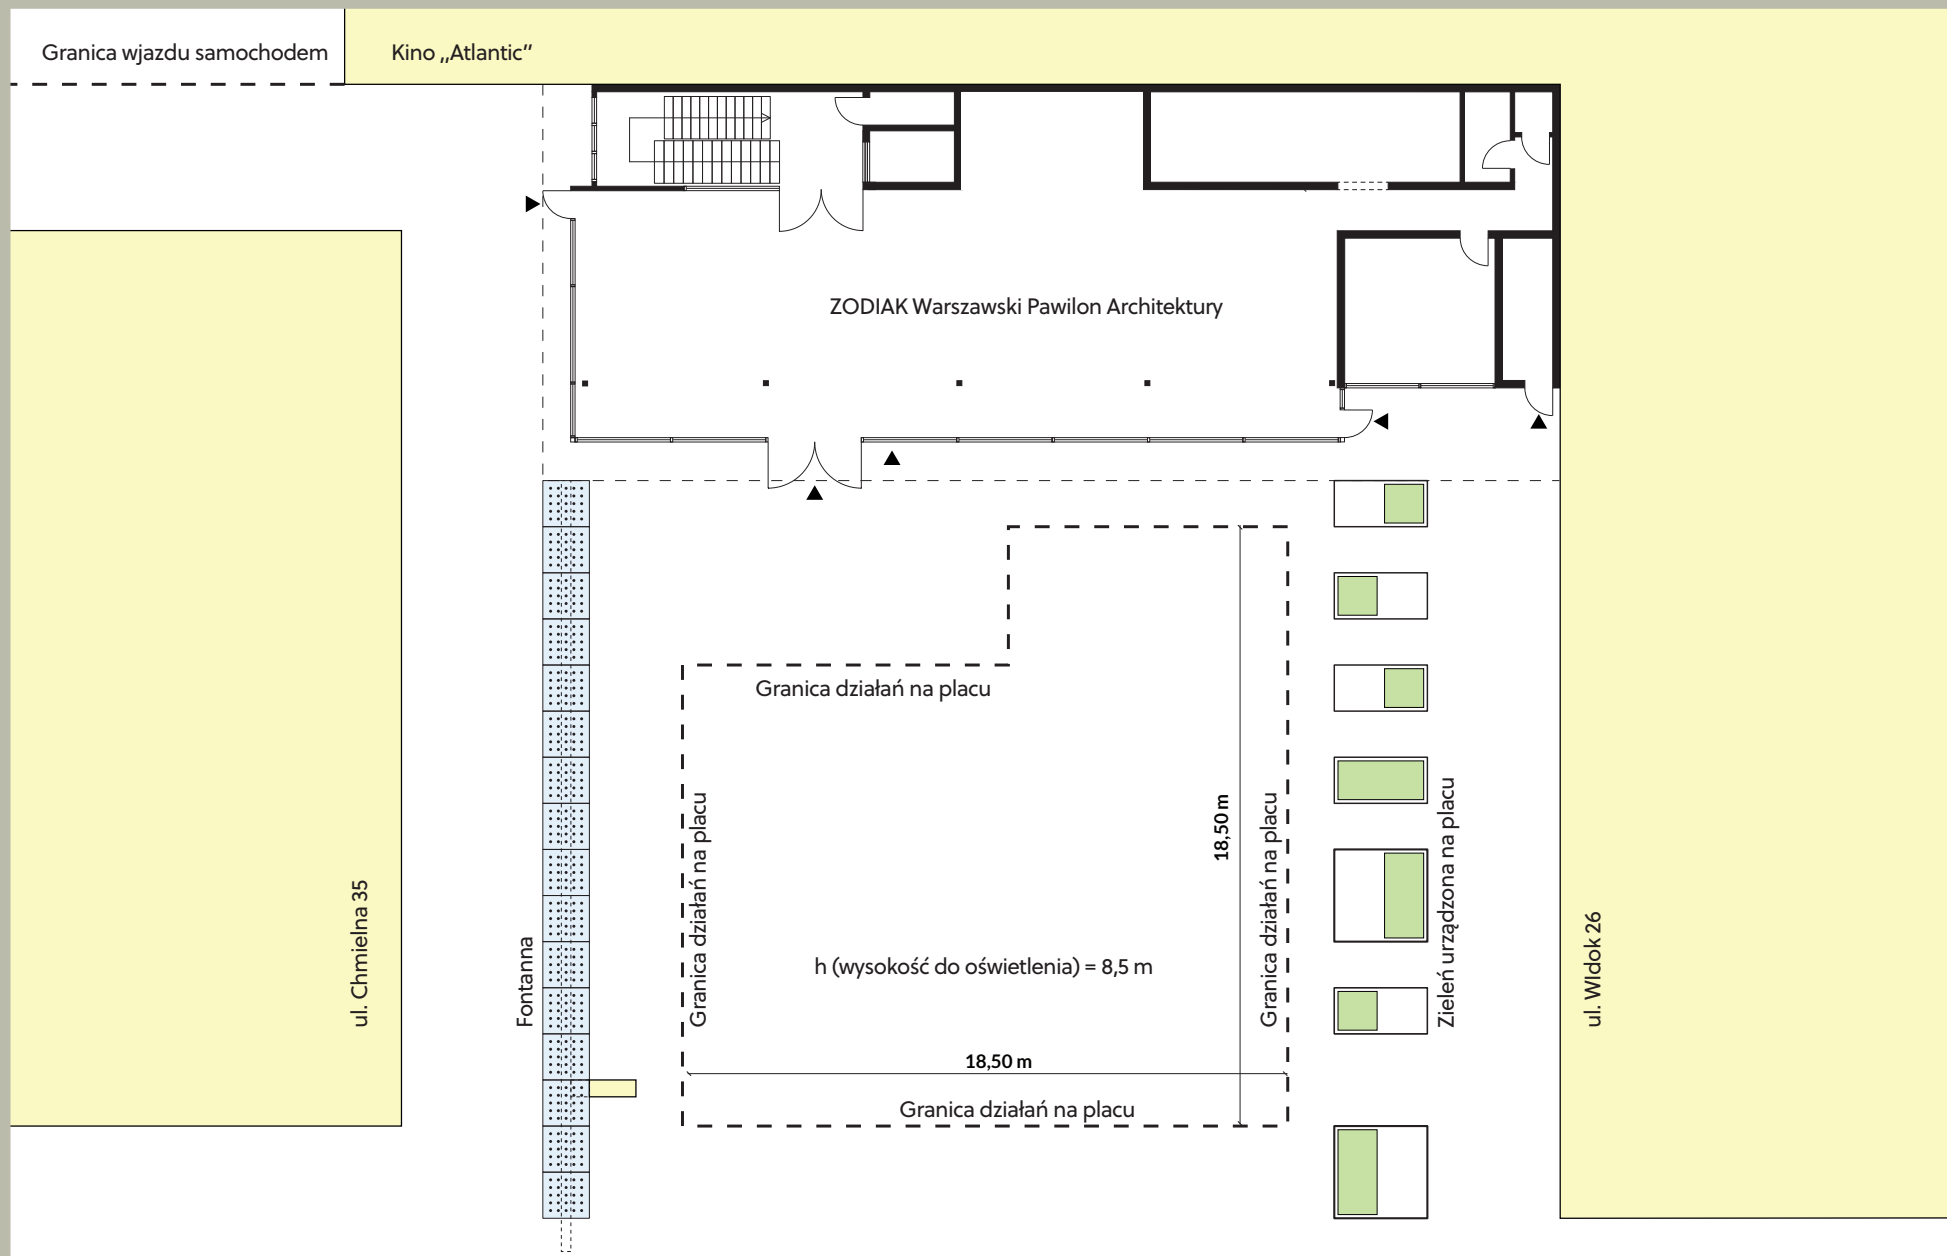 Granica wjazdu samochodem
Kino „Atlantic”
ZODIAK Warszawski Pawilon Architektury
Granica działań na placu
18,50 m
Granica działań na placu
Granica działań na placu
Zieleń urządzona na placu
ul. Chmielna 35
Fontanna
ul. WIdok 26
h (wysokość do oświetlenia) = 8,5 m
18,50 m
Granica działań na placu